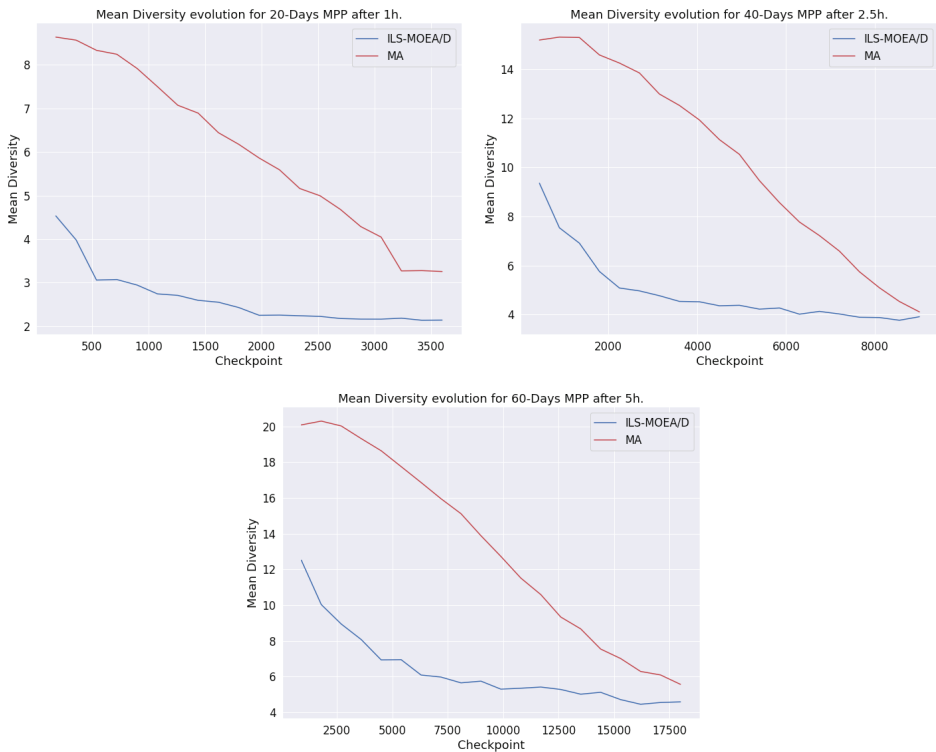 Mean Diversity evolution for 20-Days MPP after 1h.
ILS-MOEA/D
MA
8
7
6
5
4
3
2
Mean Diversity
500 1000 1500 2000 2500 3000 3500
Checkpoint
Mean Diversity evolution for 40-Days MPP after 2.5h.
ILS-MOEA/D
MA
14
12
10
8
6
4
Mean Diversity
2000 4000 6000 8000
Checkpoint
Mean Diversity evolution for 60-Days MPP after 5h.
ILS-MOEA/D
MA
20
18
16
14
12
10
8
6
4
Mean Diversity
2500 5000 7500 10000 12500 15000 17500
Checkpoint